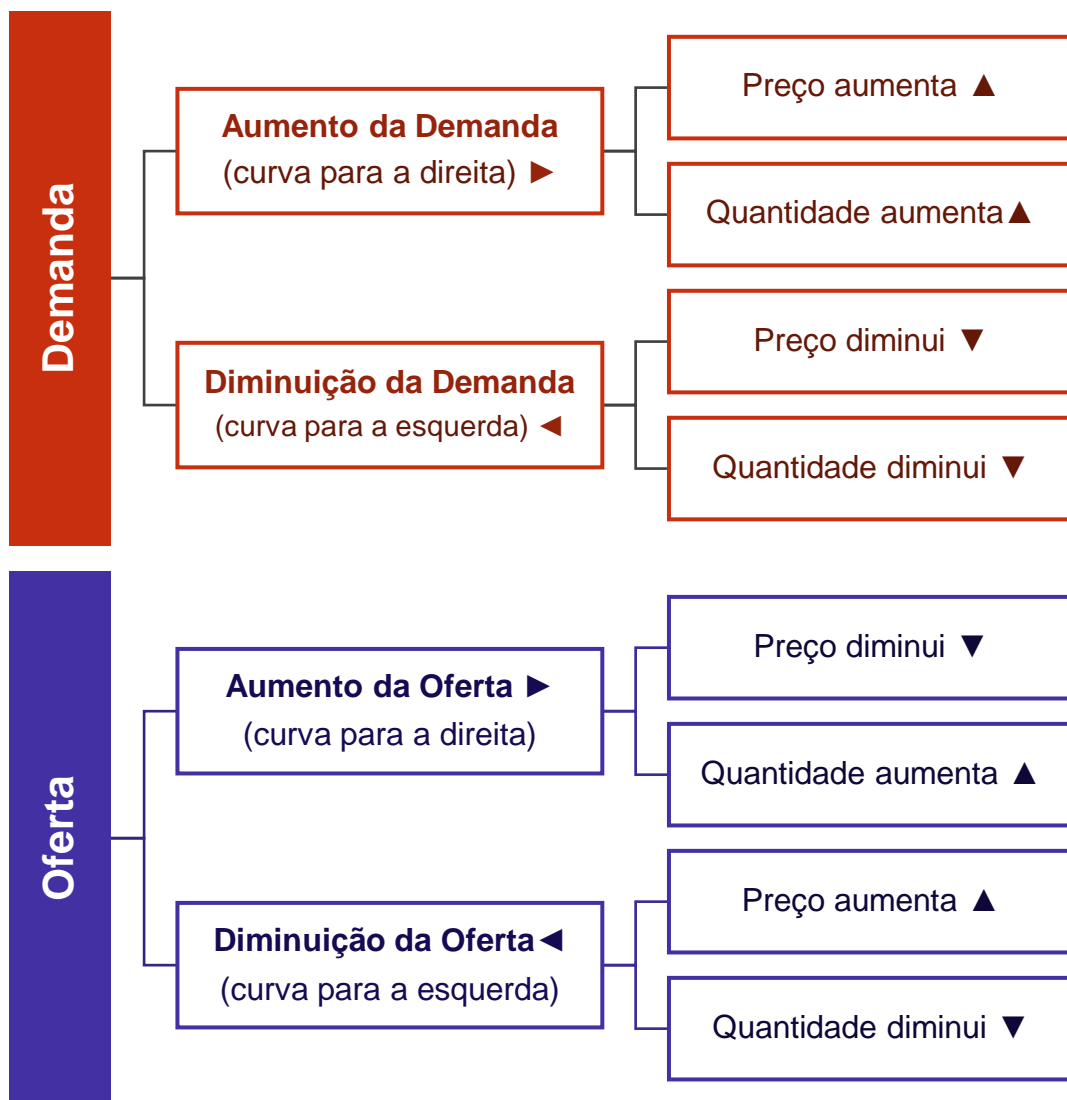 Demanda
Aumento da Demanda
(curva para a direita) ►
Preço aumenta ▲
Quantidade aumenta▲
Diminuição da Demanda
(curva para a esquerda) ◄
Preço diminui ▼
Quantidade diminui ▼
Oferta
Aumento da Oferta ►
(curva para a direita)
Preço diminui ▼
Quantidade aumenta ▲
Diminuição da Oferta◄
(curva para a esquerda)
Preço aumenta ▲
Quantidade diminui ▼